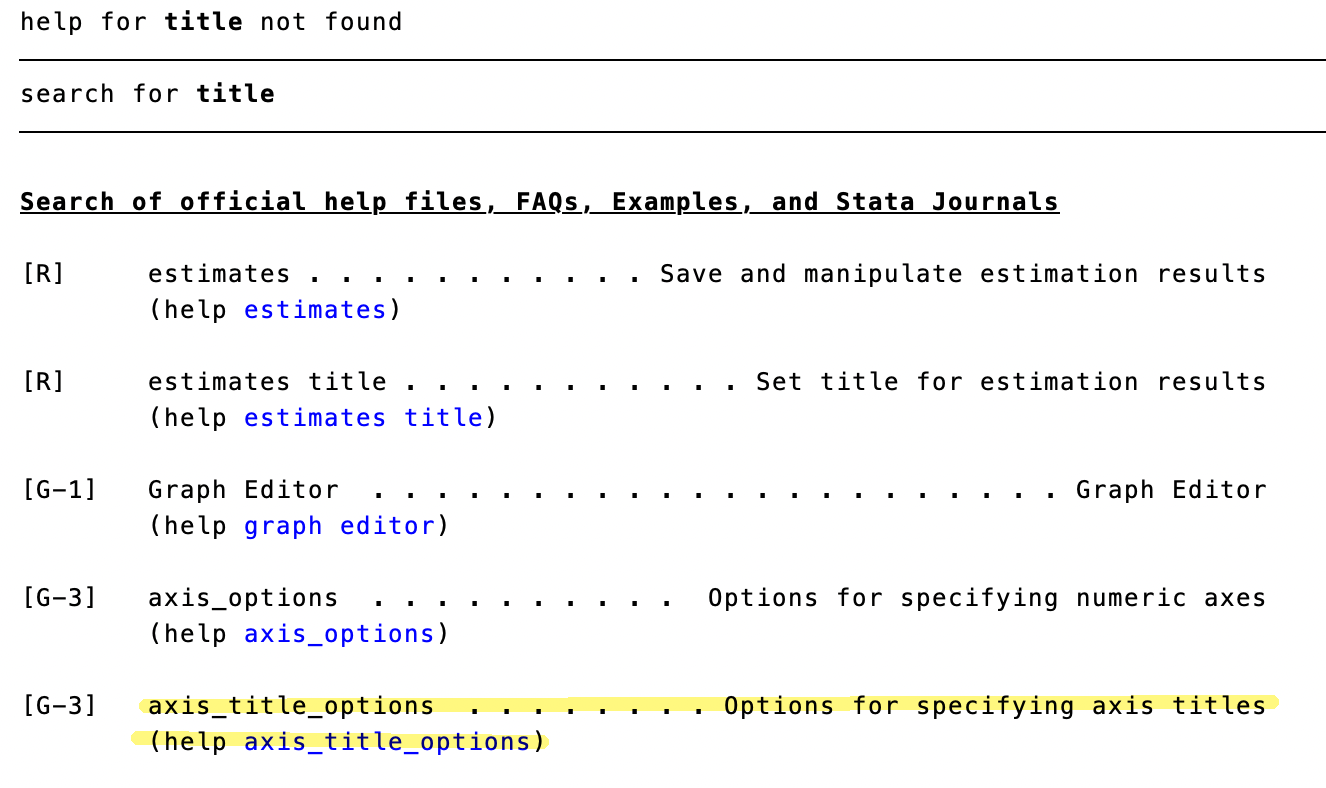 help for title not found
search for title
Search of official help files, FAQs, Examples, and Stata Journals
[R] estimates . . . . . . . . . . . Save and manipulate estimation results
(help estimates)
[R] estimates title . . . . . . . . . . . Set title for estimation results
(help estimates title)
[G-1] Graph Editor . . . . . . . . . . . . . . . . . . . . . . Graph Editor
(help graph editor)
[G-3] axis_options . . . . . . . . . . Options for specifying numeric axes
(help axis_options)
[G-3] axis_title_options . . . . . . . . Options for specifying axis titles
(help axis_title_options)